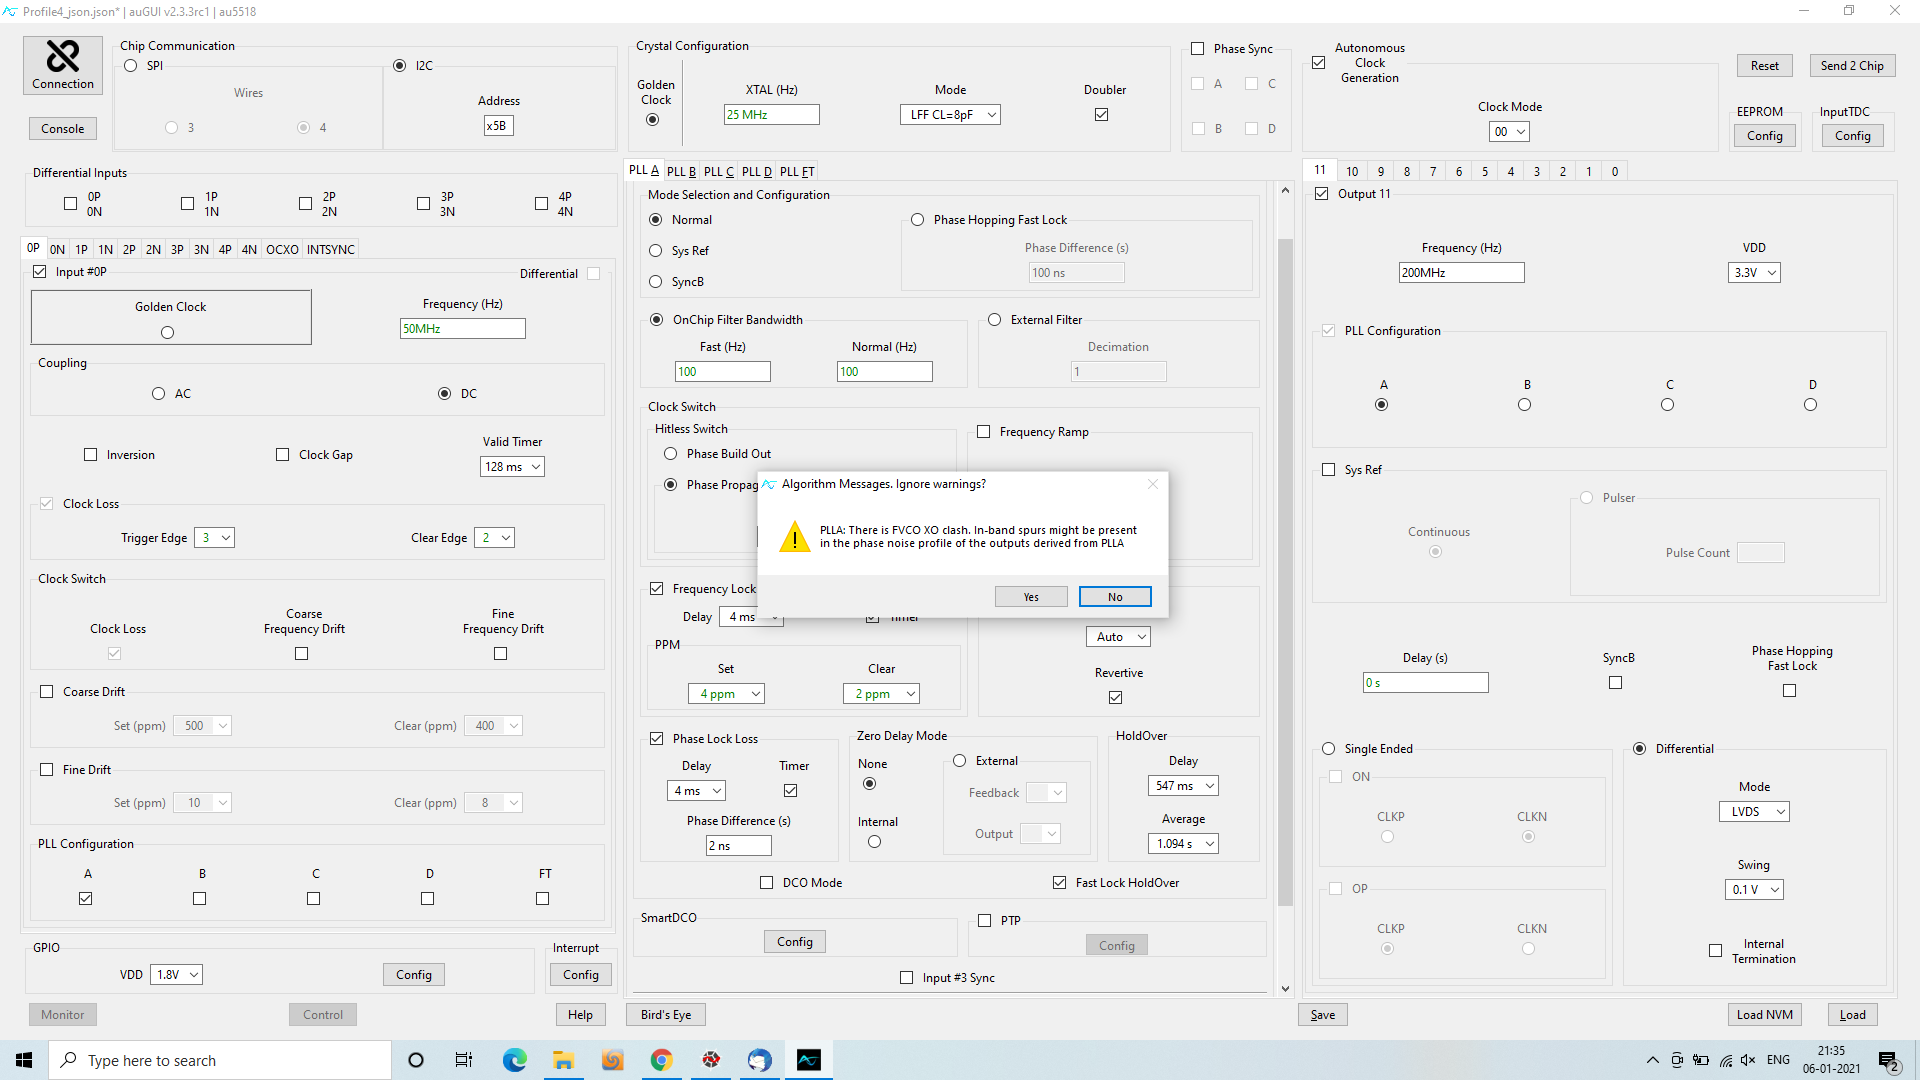 Profile4_json.json* | auGUI v2.3.3rc1 | au5518
Connection
Console
Chip Communication
SPI
Wires
3
4
I2C
Address
x5B
Crystal Configuration
Golden
Clock
XTAL (Hz)
25 MHz
Mode
LFF CL=8pF
Doubler
Phase Sync
A
C
B
D
Autonomous
Clock
Generation
Clock Mode
00
Reset
Send 2 Chip
EEPROM
Config
InputTDC
Config
Differential Inputs
0P
0N
1P
1N
2P
2N
3P
3N
4P
4N
0P 0N 1P 1N 2P 2N 3P 3N 4P 4N OCXO INTSYNC
Input #0P
Differential
Golden Clock
Frequency (Hz)
50MHz
Coupling
AC
DC
Inversion
Clock Gap
Valid Timer
128 ms
Clock Loss
Trigger Edge 3
Clear Edge 2
Clock Switch
Clock Loss
Coarse
Frequency Drift
Fine
Frequency Drift
Coarse Drift
Set (ppm) 500
Clear (ppm) 400
Fine Drift
Set (ppm) 10
Clear (ppm) 8
PLL Configuration
A B C D FT
GPIO
VDD 1.8V
Config
Interrupt
Config
Monitor
Control
Help
PLL A PLL B PLL C PLL D PLL FT
Mode Selection and Configuration
Normal
Sys Ref
SyncB
Phase Hopping Fast Lock
Phase Difference (s)
100 ns
OnChip Filter Bandwidth
Fast (Hz)
100
Normal (Hz)
100
External Filter
Decimation
1
Clock Switch
Hitless Switch
Phase Build Out
Phase Propag
Frequency Ramp
Algorithm Messages. Ignore warnings?
PLLA: There is FVCO XO clash. In-band spurs might be present
in the phase noise profile of the outputs derived from PLLA
Yes
No
Frequency Lock
Delay 4 ms
Timer
PPM
Set
4 ppm
Clear
2 ppm
Auto
Revertive
Phase Lock Loss
Delay
4 ms
Timer
Phase Difference (s)
2 ns
Zero Delay Mode
None
Internal
External
Feedback
Output
HoldOver
Delay
547 ms
Average
1.094 s
DCO Mode
Fast Lock HoldOver
SmartDCO
Config
PTP
Config
Input #3 Sync
Bird's Eye
11 10 9 8 7 6 5 4 3 2 1 0
Output 11
Frequency (Hz)
200MHz
VDD
3.3V
PLL Configuration
A B C D
Sys Ref
Continuous
Pulser
Pulse Count
Delay (s)
0 s
SyncB
Phase Hopping
Fast Lock
Single Ended
ON
CLKP
CLKN
OP
CLKP
CLKN
Differential
Mode
LVDS
Swing
0.1 V
Internal
Termination
Save
Load NVM
Load
Type here to search
ENG
21:35
06-01-2021
2